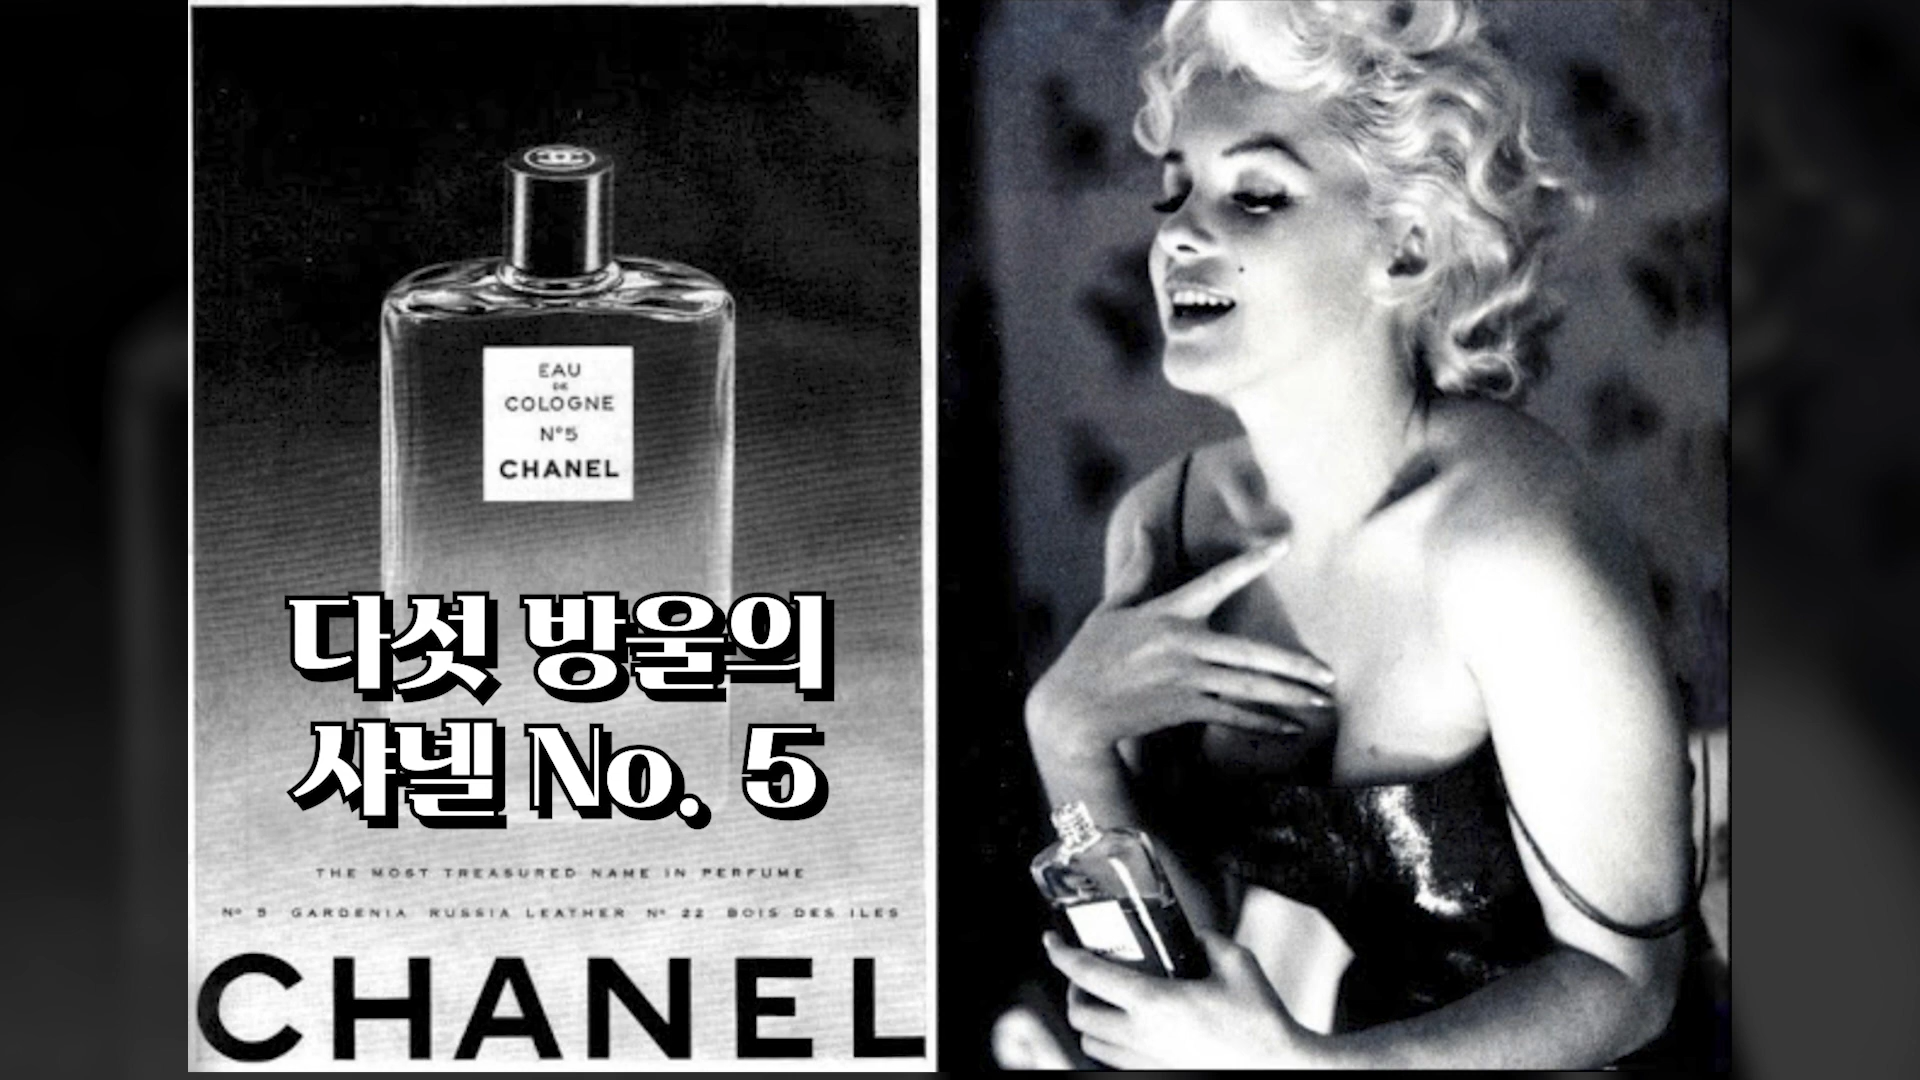 EAU
DE
COLOGNE
N°5
CHANEL
다섯 방울의
샤넬 No. 5
THE MOST TREASURED NAME IN PERFUME
N° 5 GARDENIA RUSSIA LEATHER N° 22 BOIS DES ILES
CHANEL